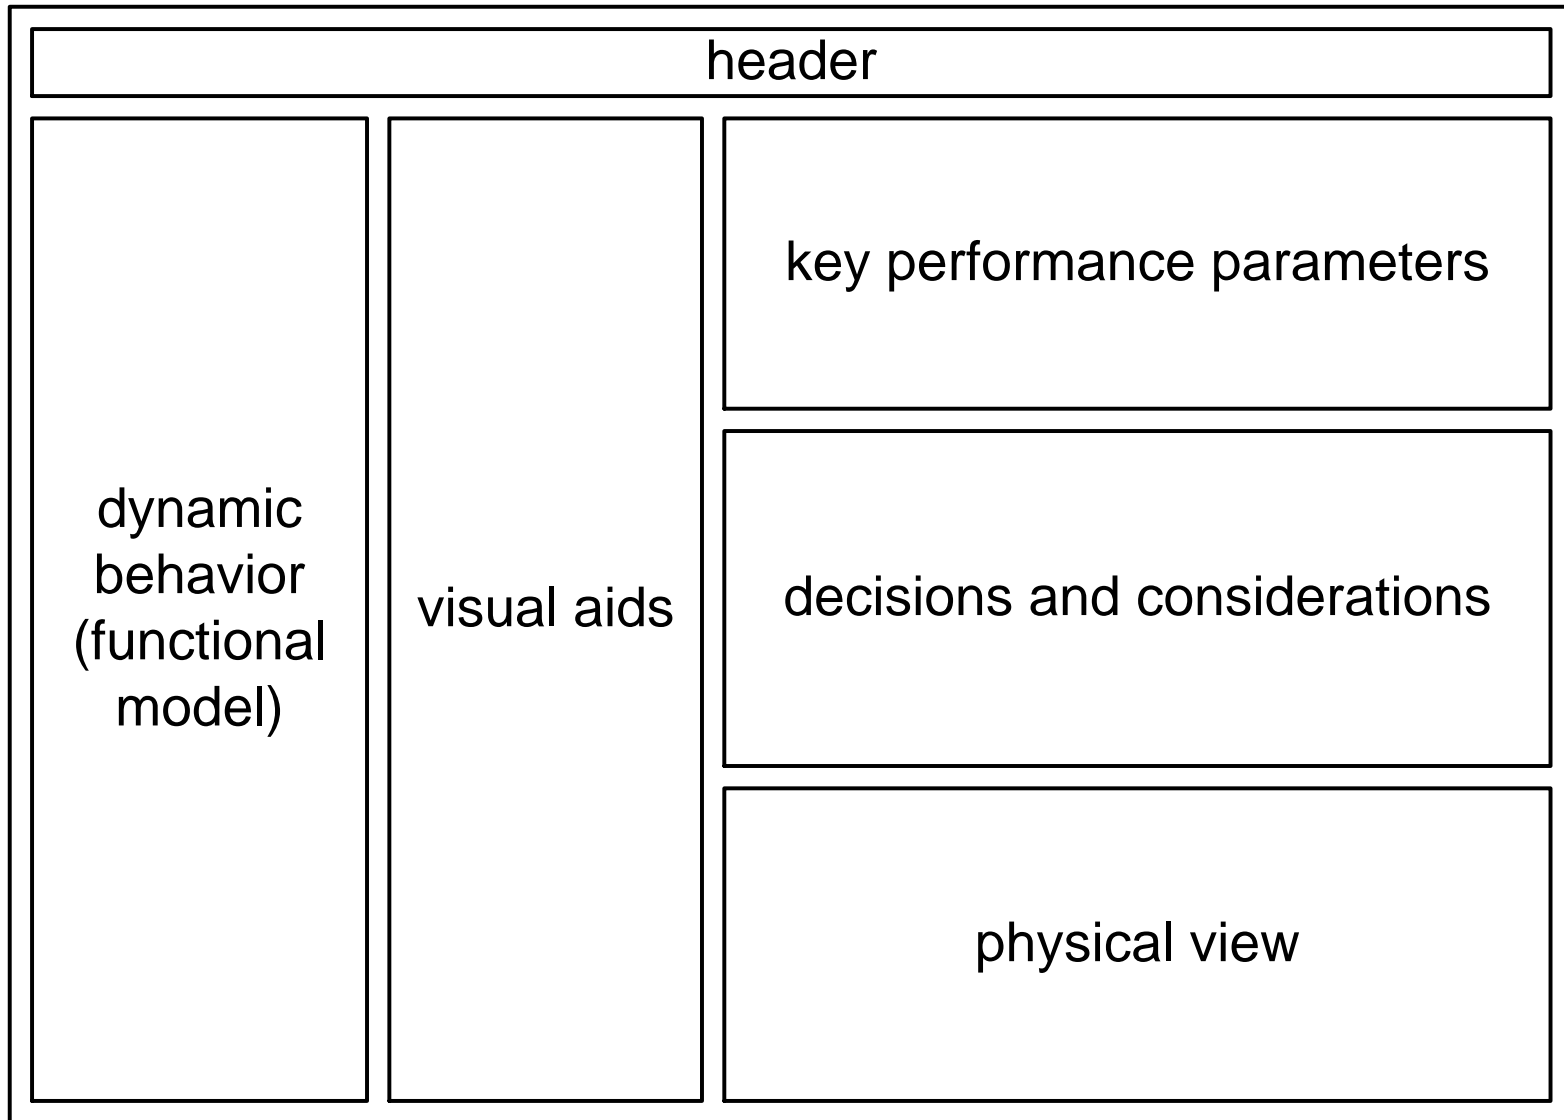 header
dynamic
behavior
(functional
model)
visual aids
key performance parameters
decisions and considerations
physical view